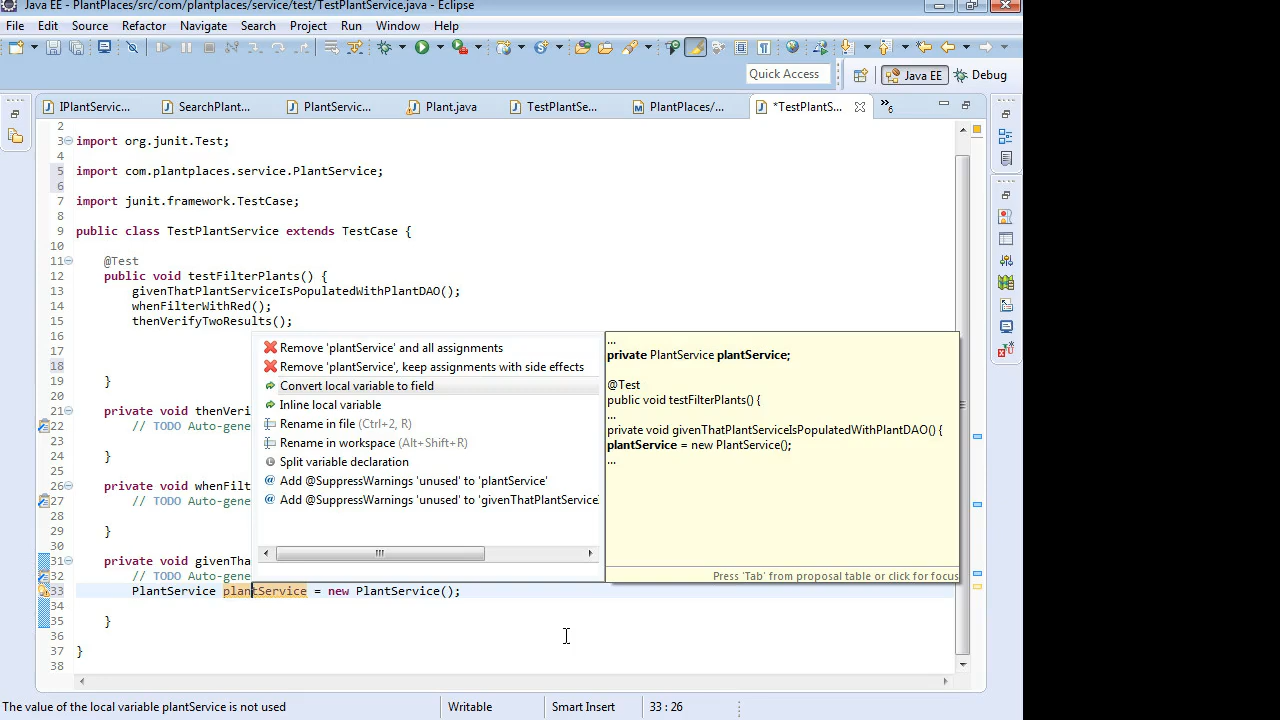 Java EE - PlantPlaces/src/com/plantplaces/service/test/TestPlantService.java - Eclipse
File Edit Source Refactor Navigate Search Project Run Window Help
Quick Access Java EE Debug
IPlantServic... SearchPlant... PlantServic... Plant.java TestPlantSe... PlantPlaces/... *TestPlantS... »6
2
3 import org.junit.Test;
4
5 import com.plantplaces.service.PlantService;
6
7 import junit.framework.TestCase;
8
9 public class TestPlantService extends TestCase {
10
11 @Test
12 public void testFilterPlants() {
13 givenThatPlantServiceIsPopulatedWithPlantDAO();
14 whenFilterWithRed();
15 thenVerifyTwoResults();
16
18
19 }
20
21 private void thenVeri
22 // TODO Auto-gene
23
24 }
25
26 private void whenFilt
27 // TODO Auto-gene
28
29 }
30
31 private void givenTha
32 // TODO Auto-gene
33 PlantService plantService = new PlantService();
34
35 }
36
37 }
38
Remove 'plantService' and all assignments
Remove 'plantService', keep assignments with side effects
Convert local variable to field
Inline local variable
Rename in file (Ctrl+2, R)
Rename in workspace (Alt+Shift+R)
Split variable declaration
Add @SuppressWarnings 'unused' to 'plantService'
Add @SuppressWarnings 'unused' to 'givenThatPlantService
...
private PlantService plantService;
@Test
public void testFilterPlants() {
...
private void givenThatPlantServiceIsPopulatedWithPlantDAO() {
plantService = new PlantService();
...
Press 'Tab' from proposal table or click for focus
The value of the local variable plantService is not used Writable Smart Insert 33 : 26